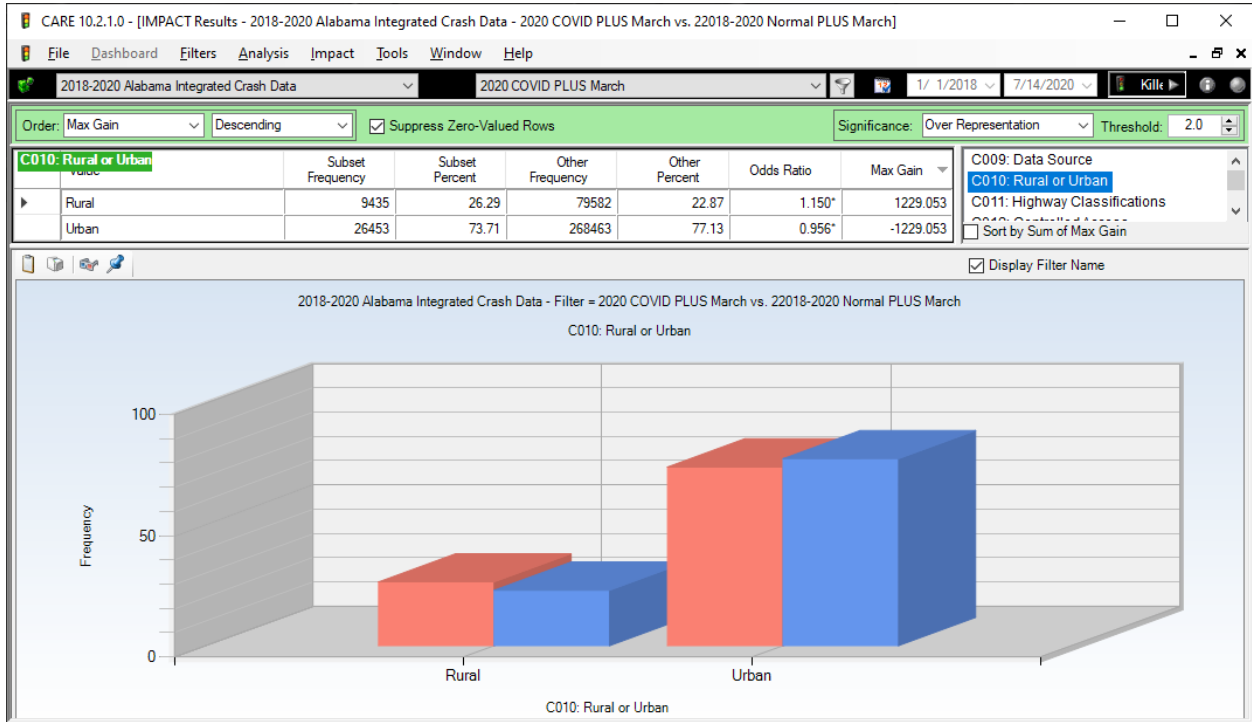 CARE 10.2.1.0 - [IMPACT Results - 2018-2020 Alabama Integrated Crash Data - 2020 COVID PLUS March vs. 22018-2020 Normal PLUS March]
File Dashboard Filters Analysis Impact Tools Window Help
2018-2020 Alabama Integrated Crash Data 2020 COVID PLUS March 1/ 1/2018 7/14/2020 Kille
Order: Max Gain Descending Suppress Zero-Valued Rows Significance: Over Representation Threshold: 2.0
C010: Rural or Urban Subset Frequency Subset Percent Other Frequency Other Percent Odds Ratio Max Gain
Rural 9435 26.29 79582 22.87 1.150* 1229.053
Urban 26453 73.71 268463 77.13 0.956* -1229.053
C009: Data Source
C010: Rural or Urban
C011: Highway Classifications
Sort by Sum of Max Gain
Display Filter Name
2018-2020 Alabama Integrated Crash Data - Filter = 2020 COVID PLUS March vs. 22018-2020 Normal PLUS March
C010: Rural or Urban
100
50
0
Frequency
Rural Urban
C010: Rural or Urban